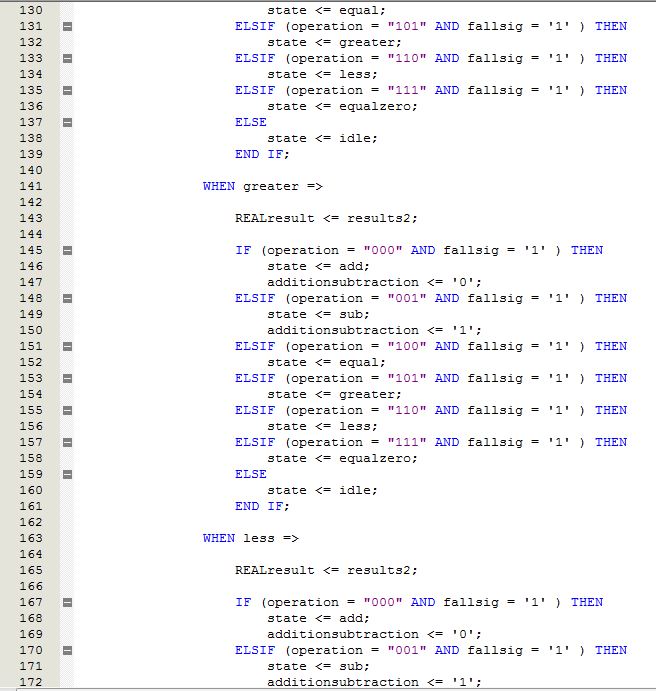 130 state <= equal;
131 ELSIF (operation = "101" AND fallsig = '1' ) THEN
132 state <= greater;
133 ELSIF (operation = "110" AND fallsig = '1' ) THEN
134 state <= less;
135 ELSIF (operation = "111" AND fallsig = '1' ) THEN
136 state <= equalzero;
137 ELSE
138 state <= idle;
139 END IF;
140
141 WHEN greater =>
142
143 REALresult <= results2;
144
145 IF (operation = "000" AND fallsig = '1' ) THEN
146 state <= add;
147 additionsubtraction <= '0';
148 ELSIF (operation = "001" AND fallsig = '1' ) THEN
149 state <= sub;
150 additionsubtraction <= '1';
151 ELSIF (operation = "100" AND fallsig = '1' ) THEN
152 state <= equal;
153 ELSIF (operation = "101" AND fallsig = '1' ) THEN
154 state <= greater;
155 ELSIF (operation = "110" AND fallsig = '1' ) THEN
156 state <= less;
157 ELSIF (operation = "111" AND fallsig = '1' ) THEN
158 state <= equalzero;
159 ELSE
160 state <= idle;
161 END IF;
162
163 WHEN less =>
164
165 REALresult <= results2;
166
167 IF (operation = "000" AND fallsig = '1' ) THEN
168 state <= add;
169 additionsubtraction <= '0';
170 ELSIF (operation = "001" AND fallsig = '1' ) THEN
171 state <= sub;
172 additionsubtraction <= '1';